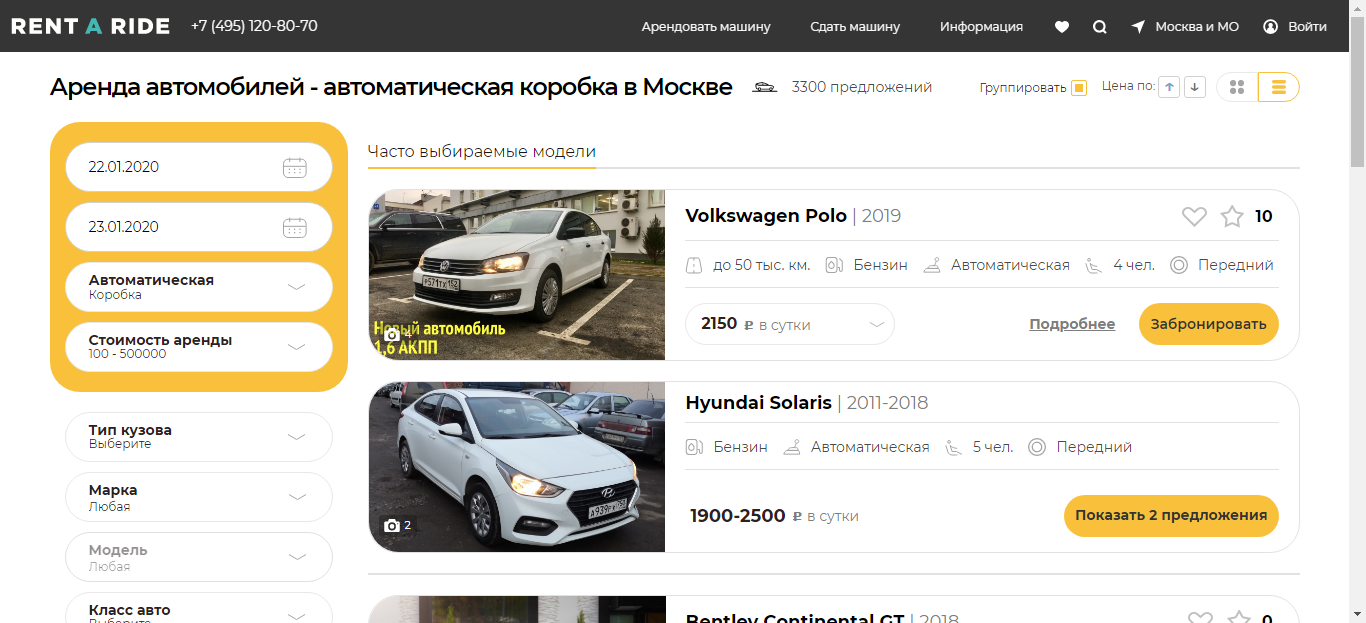 RENT A RIDE +7 (495) 120-80-70 Арендовать машину Сдать машину Информация Москва и МО Войти
Аренда автомобилей - автоматическая коробка в Москве 3300 предложений Группировать Цена по:
22.01.2020
23.01.2020
Автоматическая
Коробка
Стоимость аренды
100 - 500000
Тип кузова
Выберите
Марка
Любая
Модель
Любая
Класс авто
Выберите
Часто выбираемые модели
Новый автомобиль
1,6 АКПП
4
Volkswagen Polo | 2019 10
до 50 тыс. км. Бензин Автоматическая 4 чел. Передний
2150 ₽ в сутки Подробнее Забронировать
2
Hyundai Solaris | 2011-2018
Бензин Автоматическая 5 чел. Передний
1900-2500 ₽ в сутки Показать 2 предложения
Bentley Continental GT | 2018 0